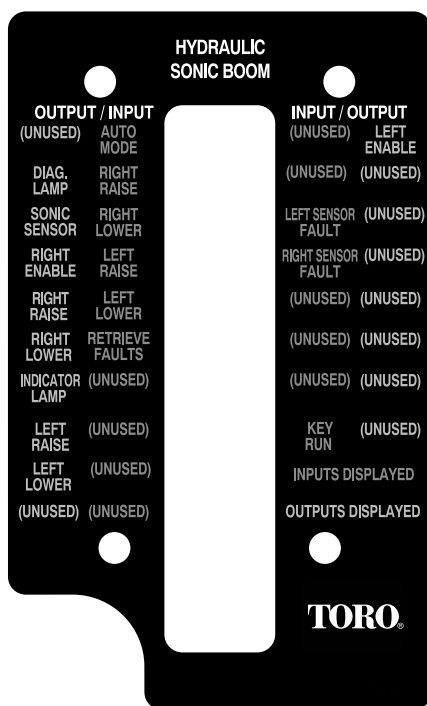 HYDRAULIC
SONIC BOOM
OUTPUT / INPUT
(UNUSED) AUTO MODE
DIAG. LAMP RIGHT RAISE
SONIC SENSOR RIGHT LOWER
RIGHT ENABLE LEFT RAISE
RIGHT RAISE LEFT LOWER
RIGHT LOWER RETRIEVE FAULTS
INDICATOR LAMP (UNUSED)
LEFT RAISE (UNUSED)
LEFT LOWER (UNUSED)
(UNUSED) (UNUSED)
INPUT / OUTPUT
(UNUSED) LEFT ENABLE
(UNUSED) (UNUSED)
LEFT SENSOR FAULT (UNUSED)
RIGHT SENSOR FAULT (UNUSED)
(UNUSED) (UNUSED)
(UNUSED) (UNUSED)
(UNUSED) (UNUSED)
KEY RUN (UNUSED)
INPUTS DISPLAYED
OUTPUTS DISPLAYED
TORO®